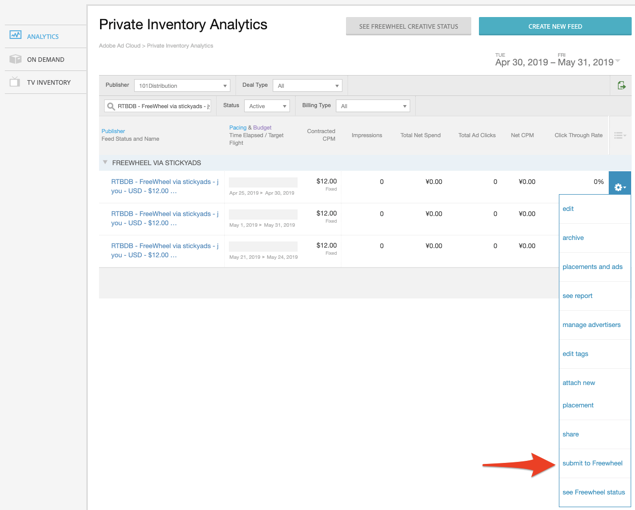 Private Inventory Analytics
SEE FREEWHEEL CREATIVE STATUS
CREATE NEW FEED
ANALYTICS
ON DEMAND
TV INVENTORY
Adobe Ad Cloud > Private Inventory Analytics
TUE
FRI
Apr 30, 2019 – May 31, 2019
Publisher
101Distribution
Deal Type
All
RTBDB - FreeWheel via stickyads - j
Status
Active
Billing Type
All
Publisher
Feed Status and Name
Pacing & Budget
Time Elapsed / Target
Flight
Contracted
CPM
Impressions
Total Net Spend
Total Ad Clicks
Net CPM
Click Through Rate
FREEWHEEL VIA STICKYADS
RTBDB - FreeWheel via stickyads - j
you - USD - $12.00 ...
Apr 25, 2019 • Apr 30, 2019
$12.00
Fixed
0
¥0.00
0
¥0.00
0%
RTBDB - FreeWheel via stickyads - j
you - USD - $12.00 ...
May 1, 2019 • May 31, 2019
$12.00
Fixed
0
¥0.00
0
¥0.00
RTBDB - FreeWheel via stickyads - j
you - USD - $12.00 ...
May 21, 2019 • May 24, 2019
$12.00
Fixed
0
¥0.00
0
¥0.00
edit
archive
placements and ads
see report
manage advertisers
edit tags
attach new
placement
share
submit to Freewheel
see Freewheel status